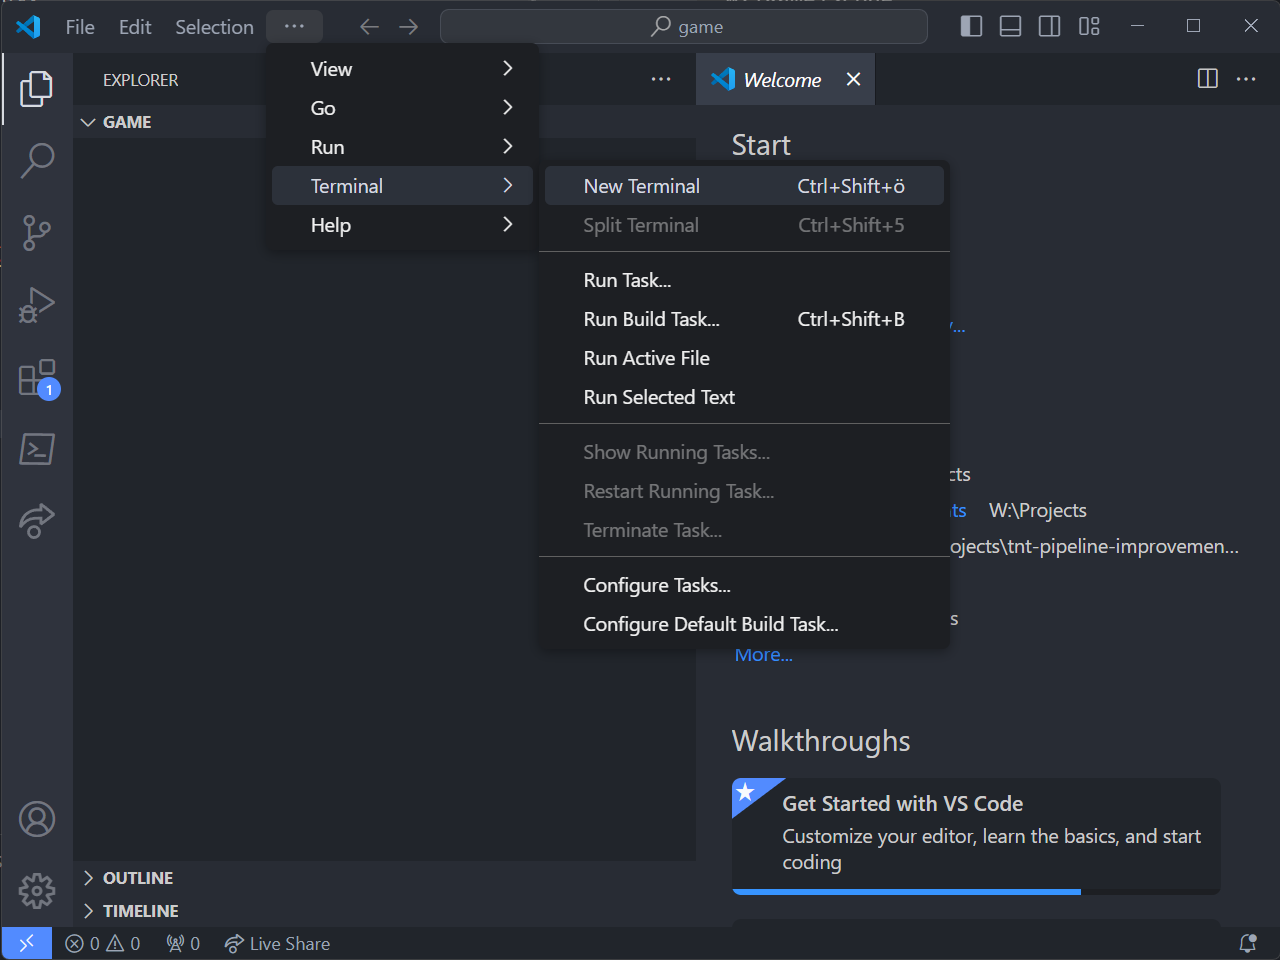 File Edit Selection ··· game
EXPLORER ··· Welcome ···
GAME
View
Go
Run
Terminal
Help
New Terminal Ctrl+Shift+ö
Split Terminal Ctrl+Shift+5
Run Task...
Run Build Task... Ctrl+Shift+B
Run Active File
Run Selected Text
Show Running Tasks...
Restart Running Task...
Terminate Task...
Configure Tasks...
Configure Default Build Task...
Start
W:\Projects
ojects\tnt-pipeline-improvemen...
More...
Walkthroughs
Get Started with VS Code
Customize your editor, learn the basics, and start
coding
1
OUTLINE
TIMELINE
0 0 0 Live Share